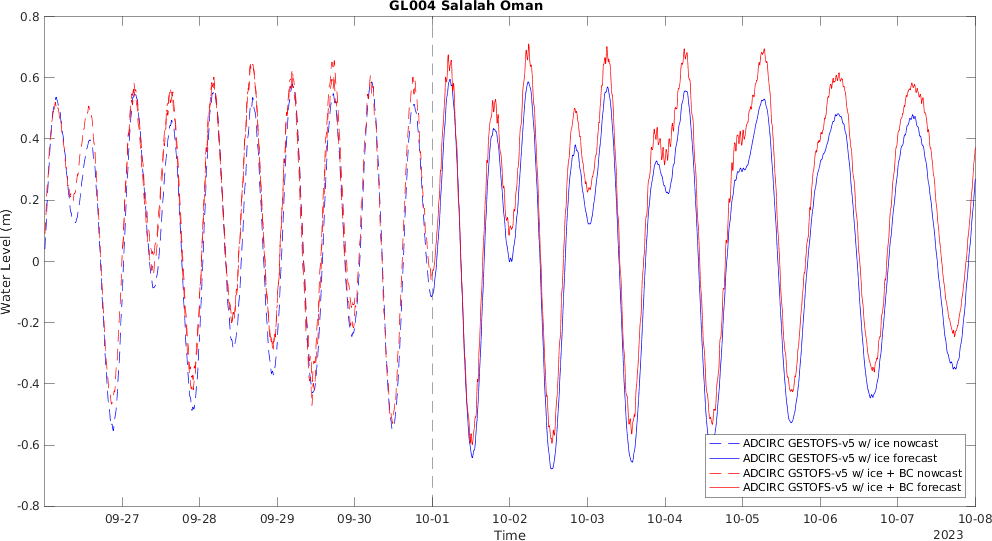 GL004 Salalah Oman
0.8
0.6
0.4
0.2
0
-0.2
-0.4
-0.6
-0.8
Water Level (m)
ADCIRC GESTOFS-v5 w/ ice nowcast
ADCIRC GESTOFS-v5 w/ ice forecast
ADCIRC GSTOFS-v5 w/ ice + BC nowcast
ADCIRC GSTOFS-v5 w/ ice + BC forecast
09-27 09-28 09-29 09-30 10-01 10-02 10-03 10-04 10-05 10-06 10-07 10-08
Time
2023